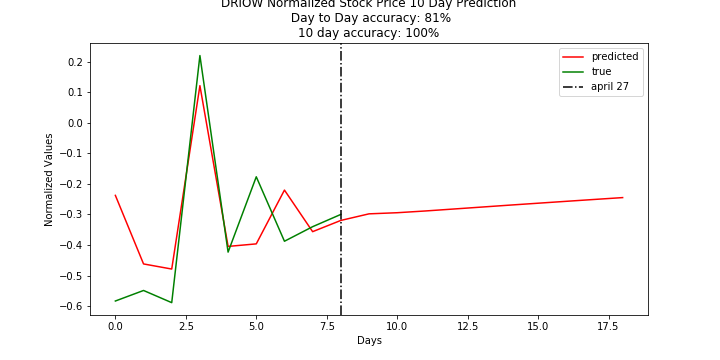 DRIOW Normalized Stock Price 10 Day Prediction
Day to Day accuracy: 81%
10 day accuracy: 100%
predicted
true
april 27
0.2
0.1
0.0
−0.1
−0.2
−0.3
−0.4
−0.5
−0.6
Normalized Values
0.0 2.5 5.0 7.5 10.0 12.5 15.0 17.5
Days